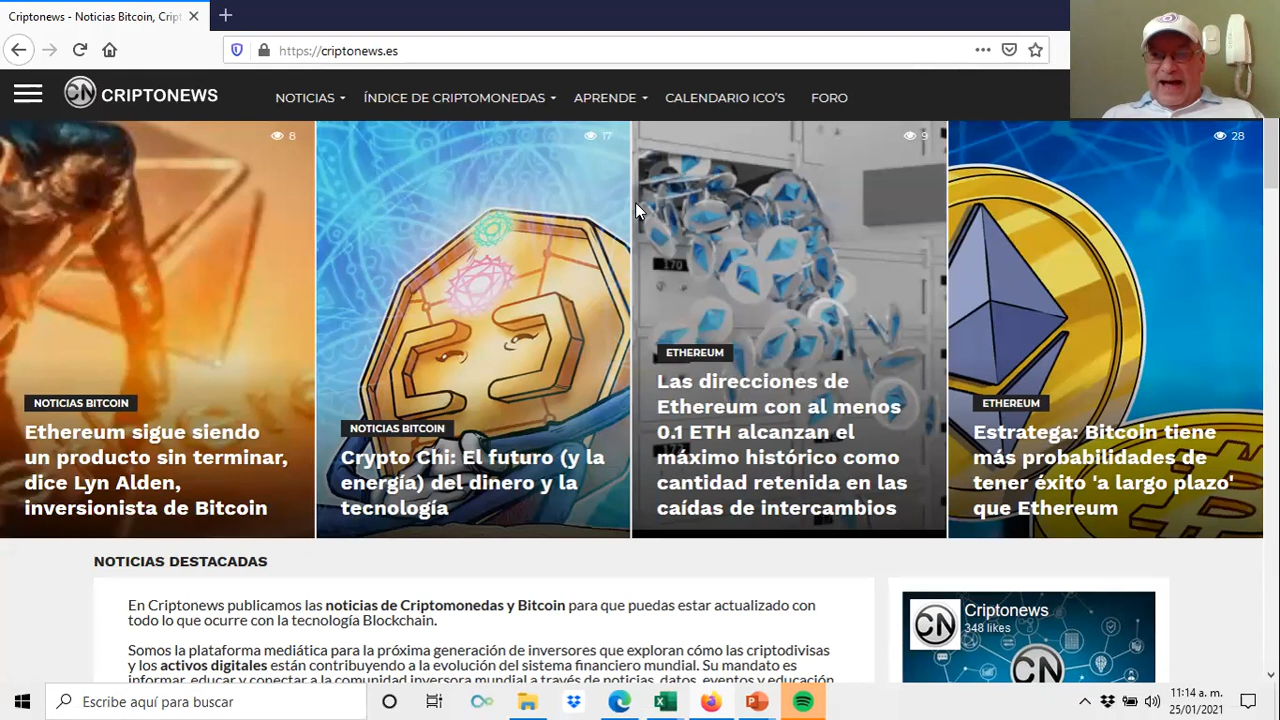 Criptonews - Noticias Bitcoin, Cript
https://criptonews.es
CN CRIPTONEWS
NOTICIAS
ÍNDICE DE CRIPTOMONEDAS
APRENDE
CALENDARIO ICO'S
FORO
8
NOTICIAS BITCOIN
Ethereum sigue siendo
un producto sin terminar,
dice Lyn Alden,
inversionista de Bitcoin
17
NOTICIAS BITCOIN
Crypto Chi: El futuro (y la
energía) del dinero y la
tecnología
9
170
ETHEREUM
Las direcciones de
Ethereum con al menos
0.1 ETH alcanzan el
máximo histórico como
cantidad retenida en las
caídas de intercambios
28
ETHEREUM
Estratega: Bitcoin tiene
más probabilidades de
tener éxito 'a largo plazo'
que Ethereum
NOTICIAS DESTACADAS
En Criptonews publicamos las noticias de Criptomonedas y Bitcoin para que puedas estar actualizado con
todo lo que ocurre con la tecnología Blockchain.
Somos la plataforma mediática para la próxima generación de inversores que exploran cómo las criptodivisas
y los activos digitales están contribuyendo a la evolución del sistema financiero mundial. Su mandato es
informar, educar y conectar a la comunidad inversora mundial a través de noticias, datos, eventos y educación
CN
Criptonews
348 likes
CN
Escribe aquí para buscar
11:14 a. m.
25/01/2021